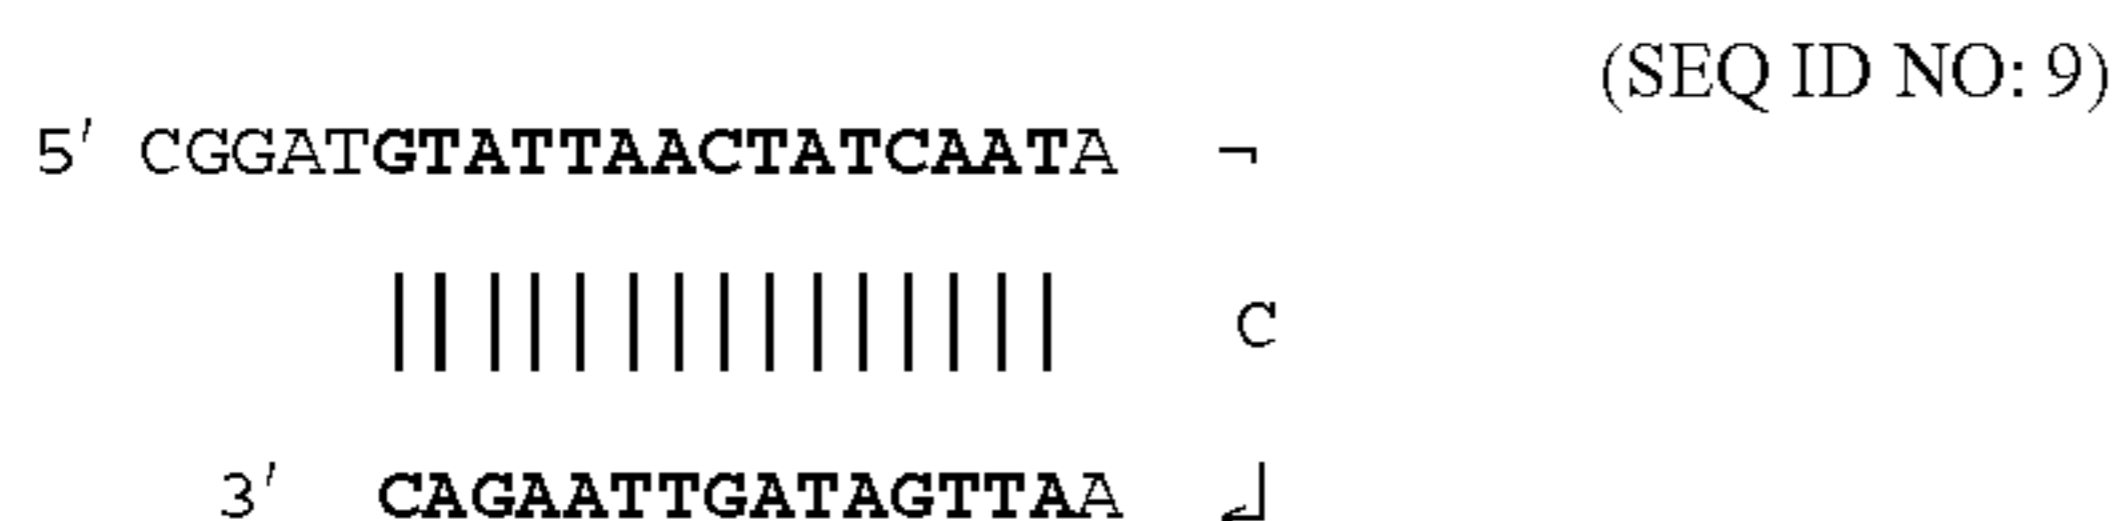 (SEQ ID NO: 9)
5′ CGGATGTATTAACTATCAATA ¬
||||||||||||||| C
3′ CAGAATTGATAGTTAA ↲